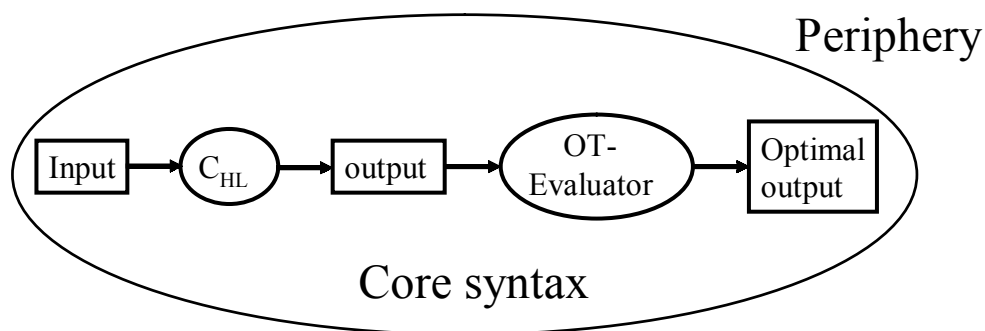 Periphery
Input
C_HL
output
OT-
Evaluator
Optimal
output
Core syntax